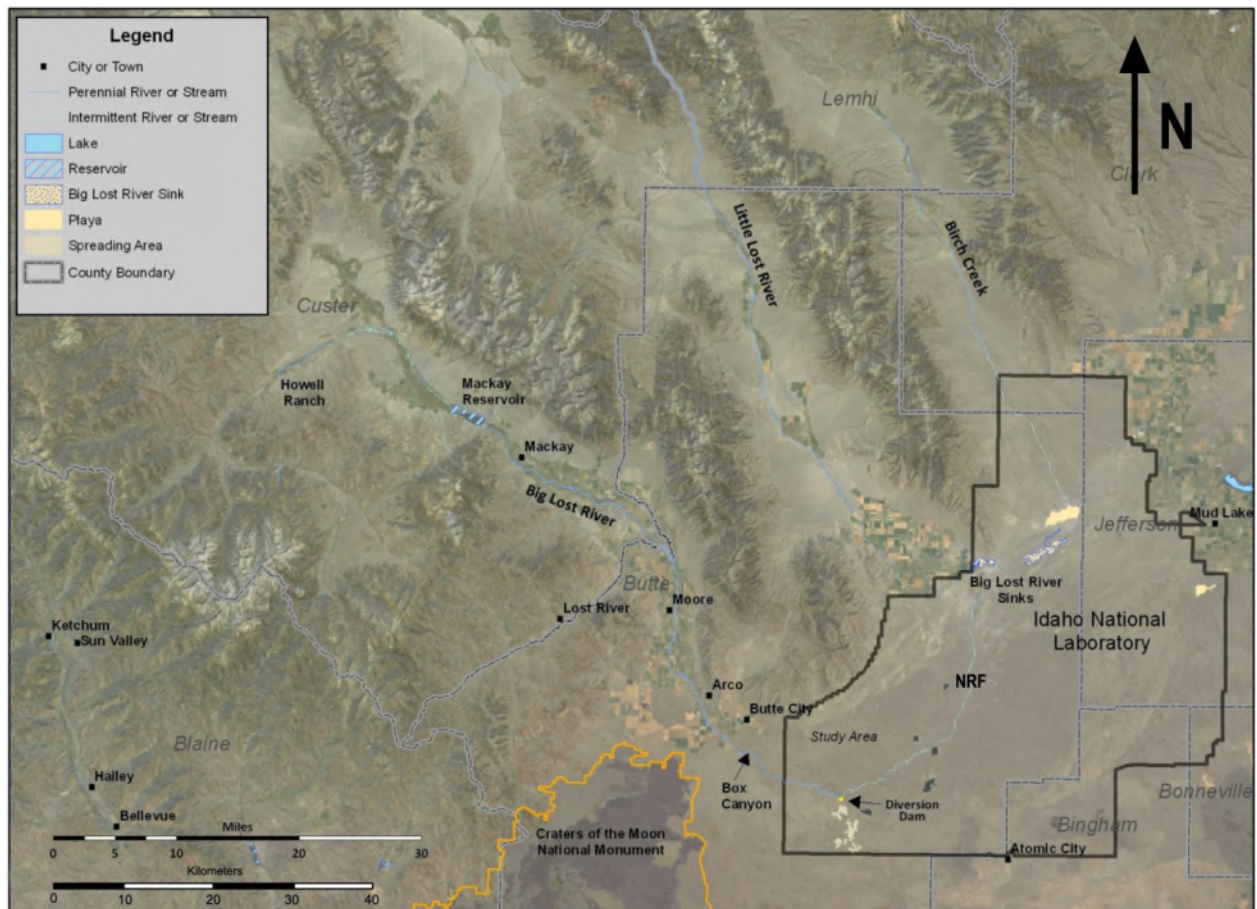 Legend
City or Town
Perennial River or Stream
Intermittent River or Stream
Lake
Reservoir
Big Lost River Sink
Playa
Spreading Area
County Boundary
N
Lemhi
Clark
Little Lost River
Birch Creek
Custer
Howell
Ranch
Mackay
Reservoir
Mackay
Big Lost River
Mud Lake
Jefferson
Butte
Big Lost River
Sinks
Moore
Lost River
Idaho National
Laboratory
Ketchum
Sun Valley
NRF
Arco
Butte City
Study Area
Blaine
Hailey
Box
Canyon
Diversion
Dam
Bonneville
Bellevue
Bingham
Craters of the Moon
National Monument
Atomic City
Miles
0 5 10 20 30
Kilometers
0 10 20 30 40